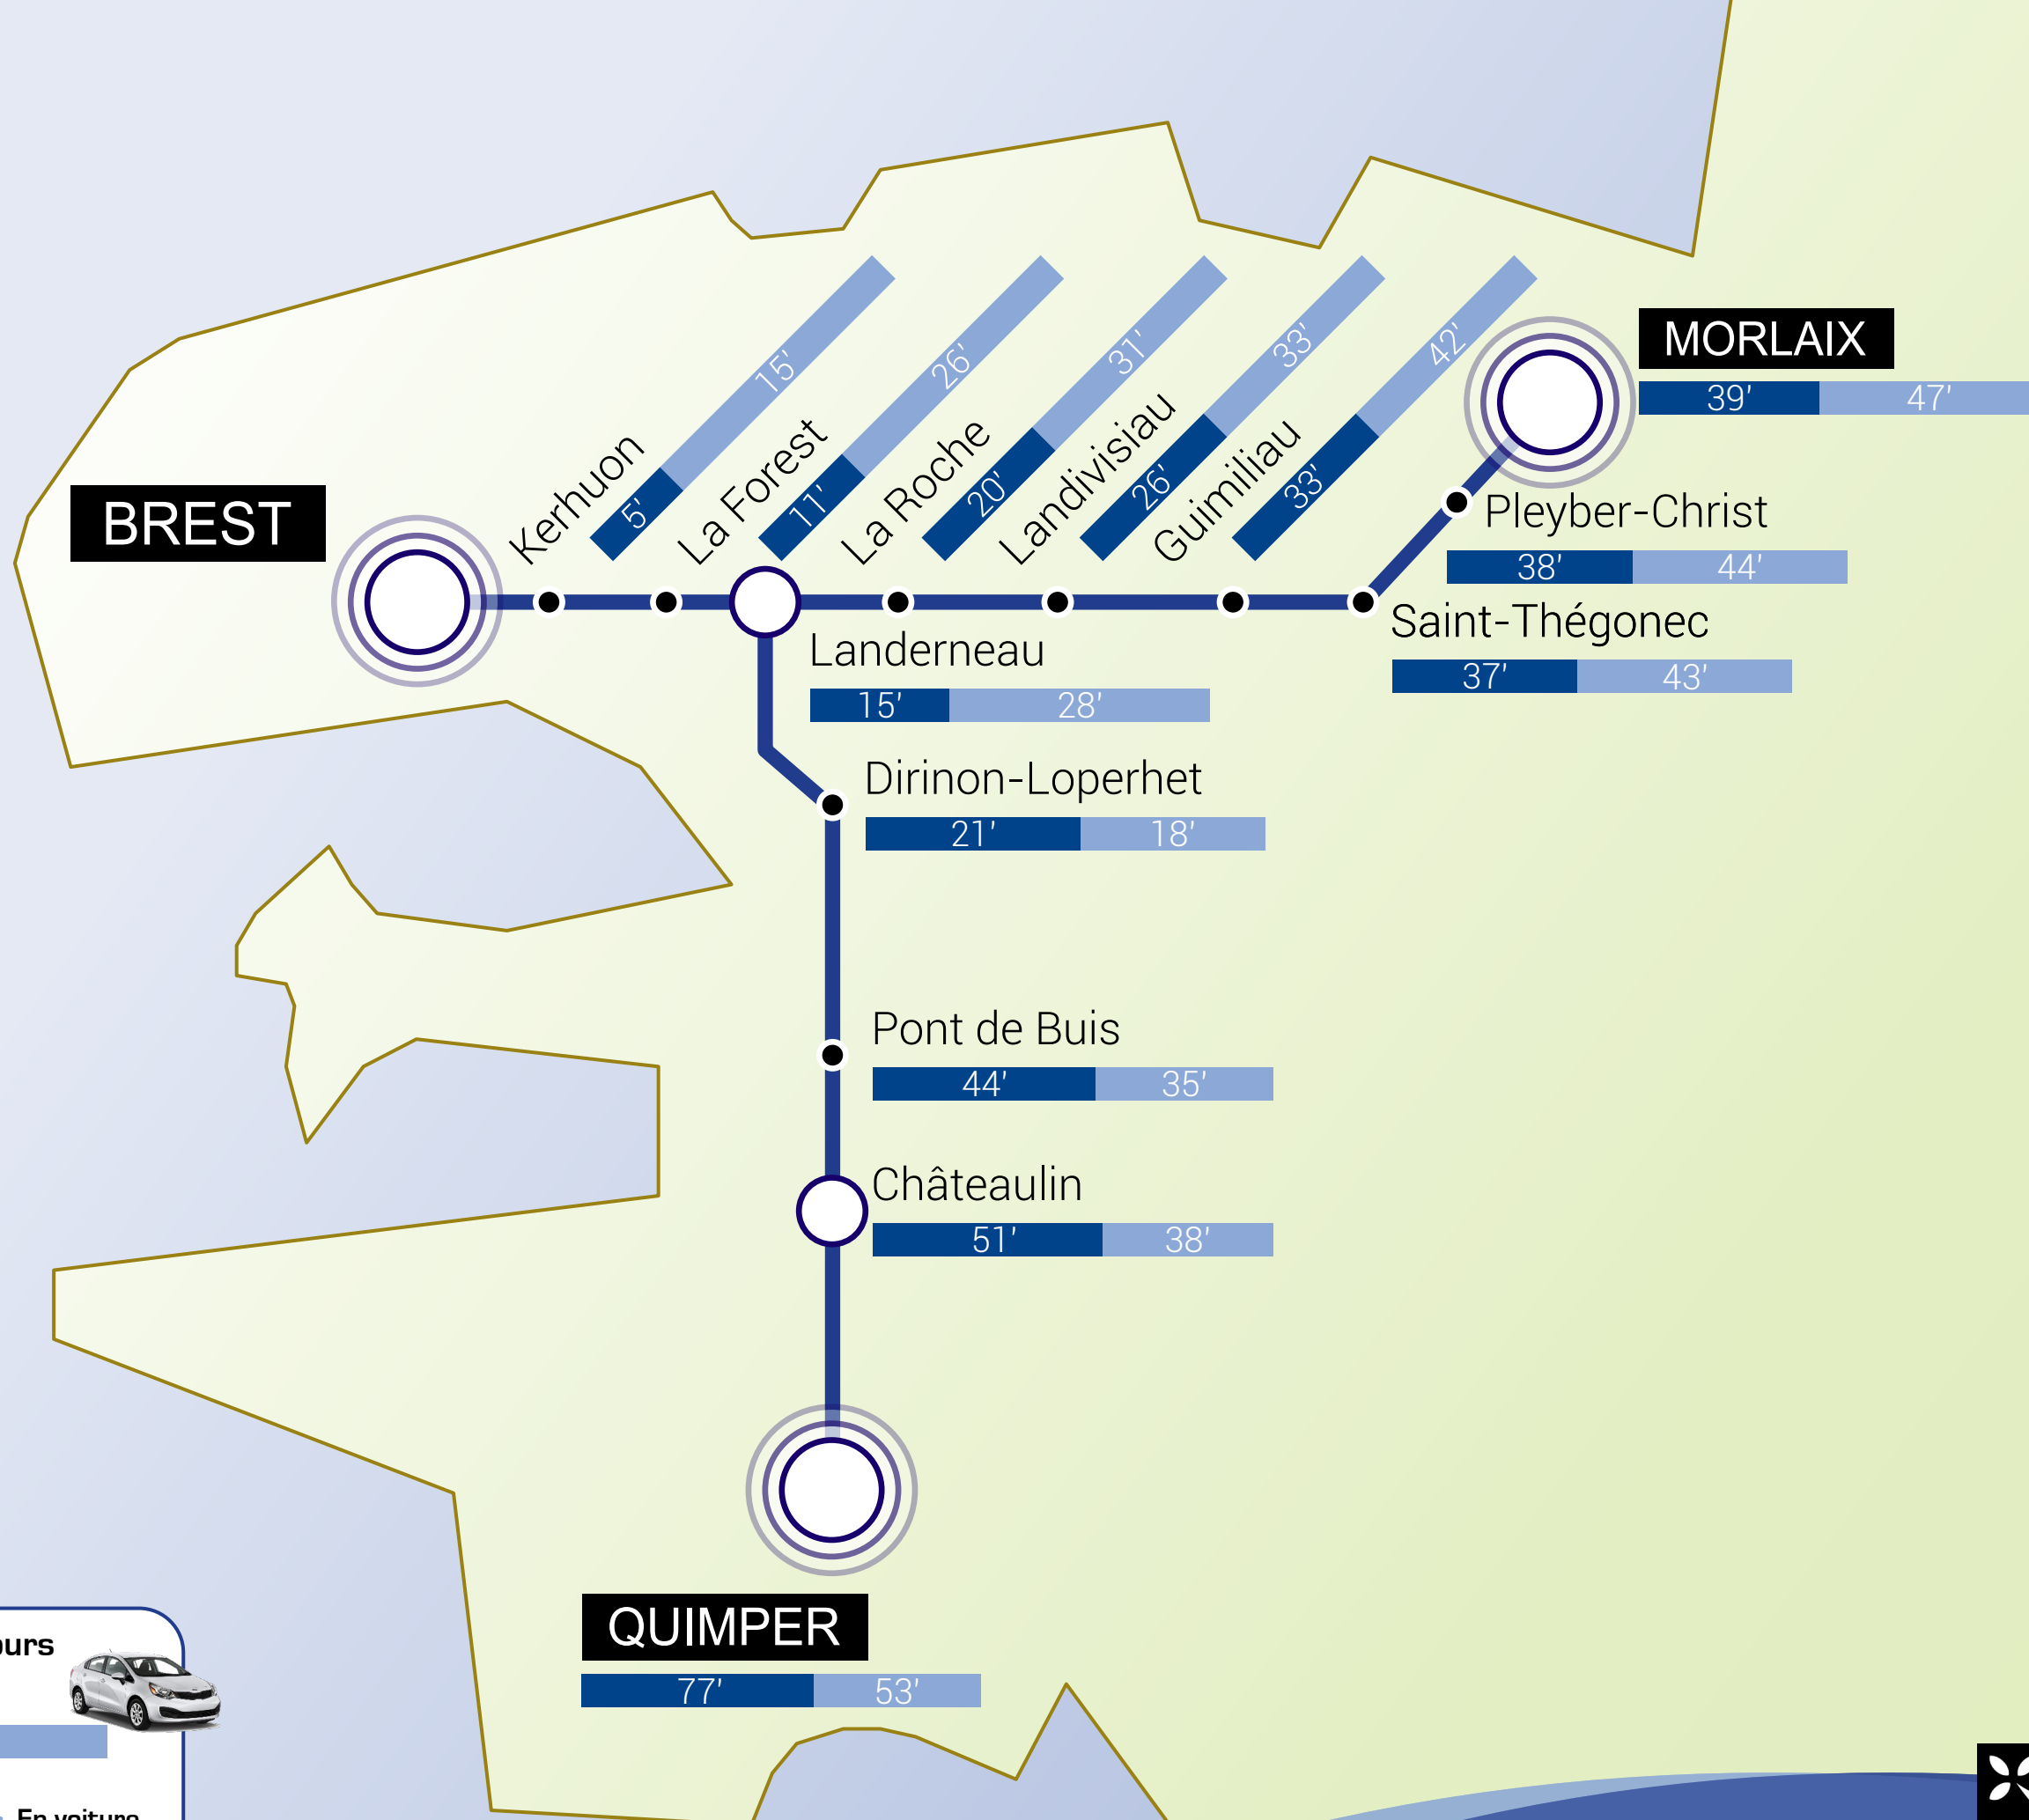 MORLAIX
39' 47'
BREST
Kerhuon
5' 15'
La Forest
11' 26'
La Roche
20' 31'
Landivisiau
26' 33'
Guimiliau
33' 42'
Pleyber-Christ
38' 44'
Saint-Thégonec
37' 43'
Landerneau
15' 28'
Dirinon-Loperhet
21' 18'
Pont de Buis
44' 35'
Châteaulin
51' 38'
QUIMPER
77' 53'
En voiture